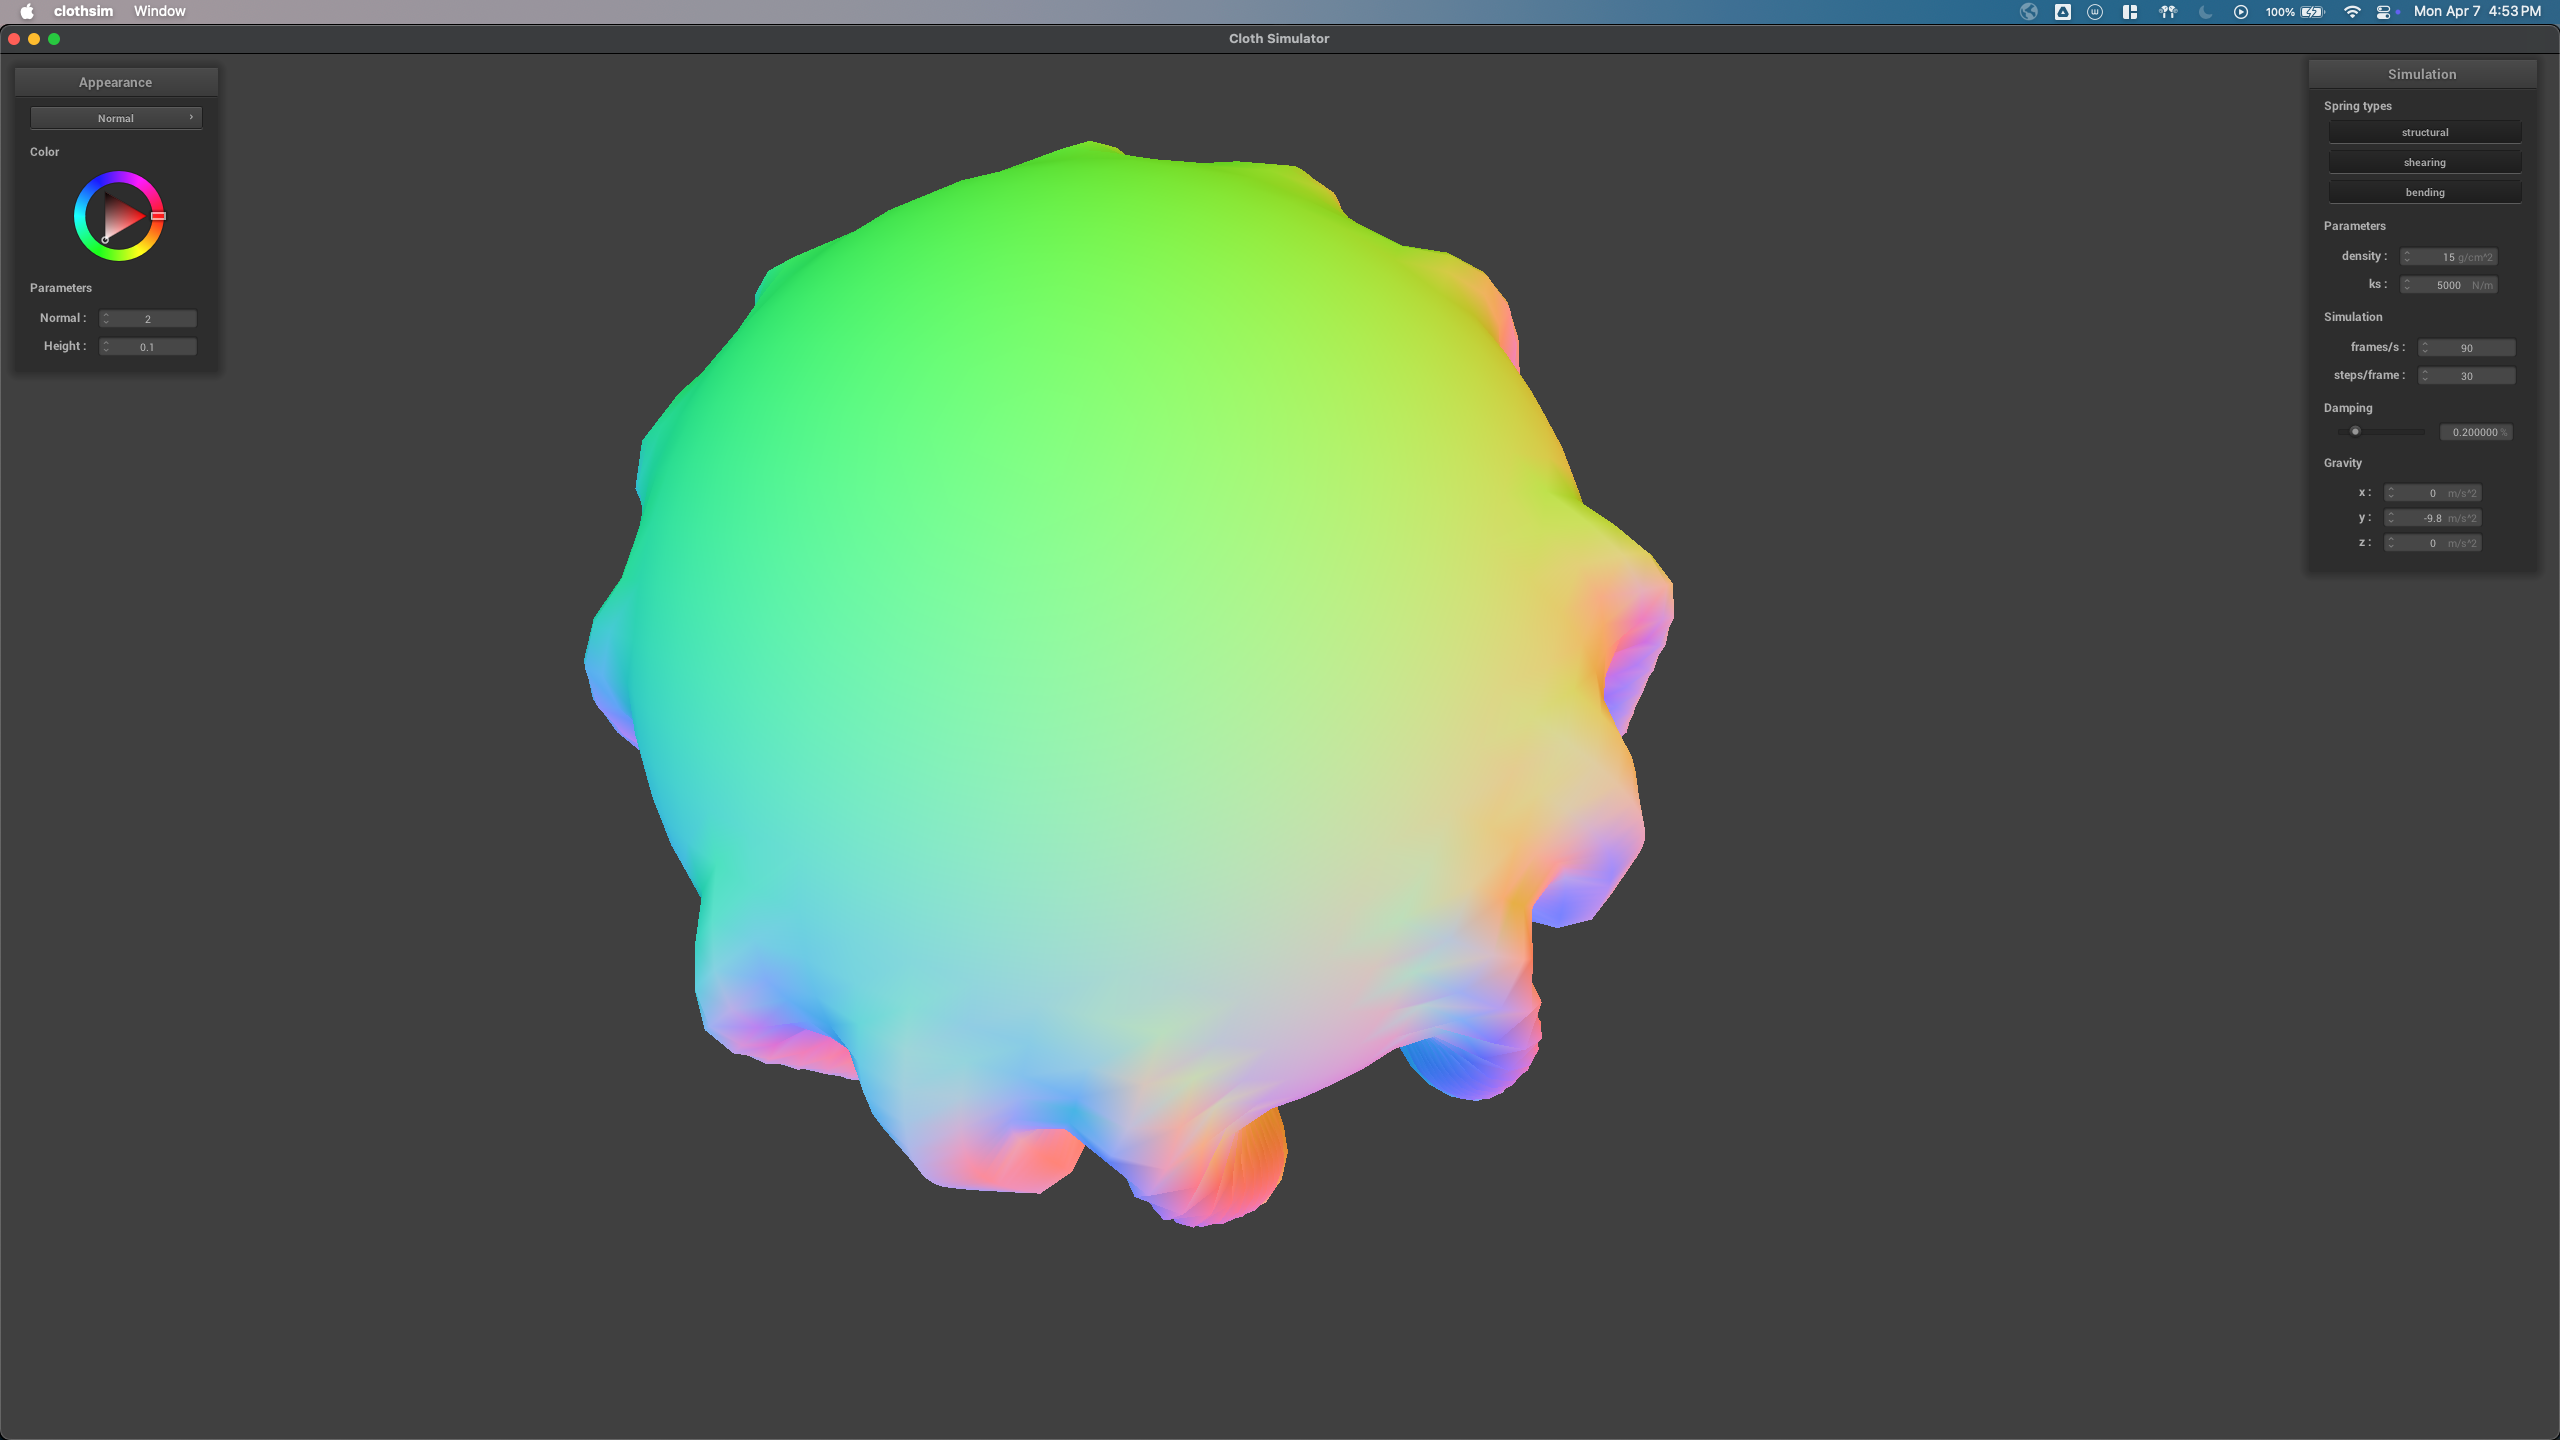 clothsim Window
100% Mon Apr 7 4:53 PM
Cloth Simulator
Appearance
Normal
Color
Parameters
Normal : 2
Height : 0.1
Simulation
Spring types
structural
shearing
bending
Parameters
density : 15 g/cm^2
ks : 5000 N/m
Simulation
frames/s : 90
steps/frame : 30
Damping
0.200000 %
Gravity
x : 0 m/s^2
y : -9.8 m/s^2
z : 0 m/s^2